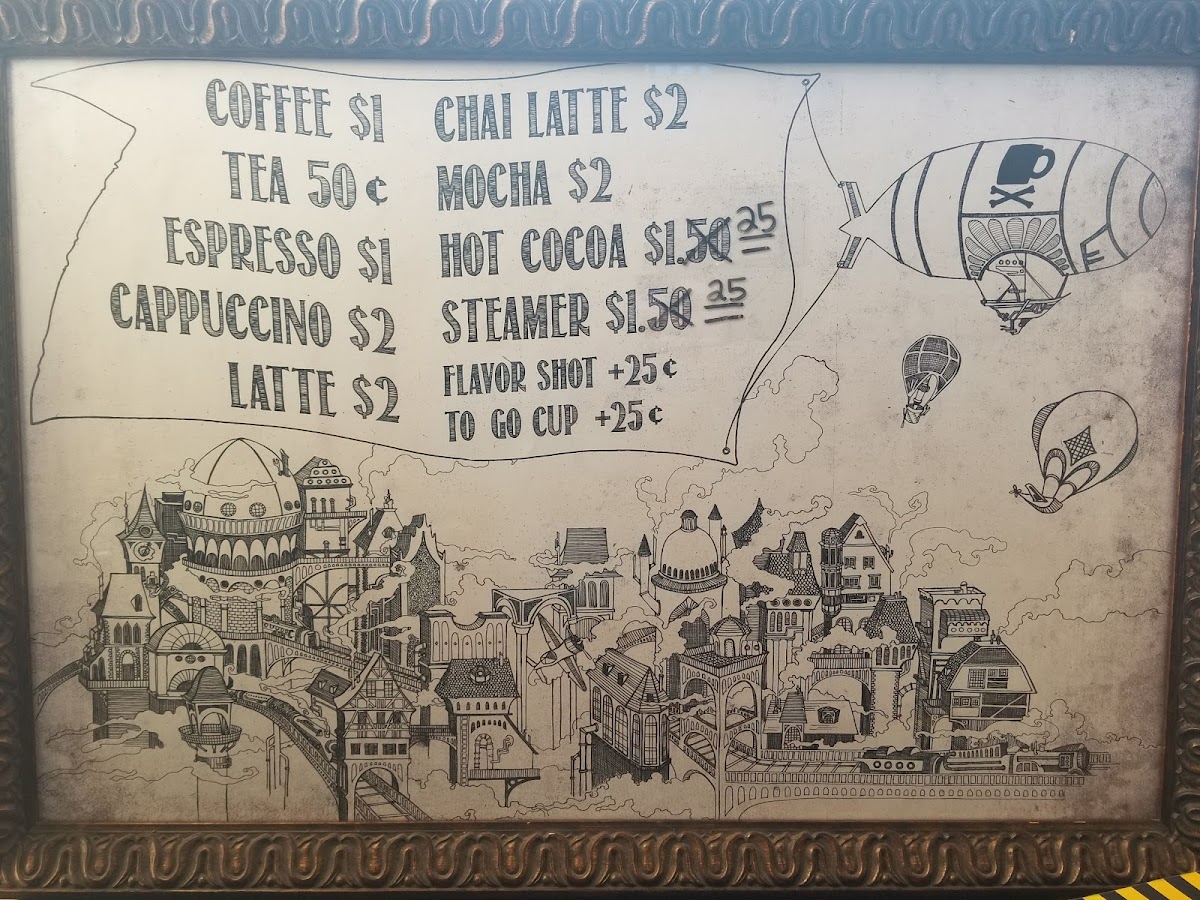 COFFEE $1
TEA 50¢
ESPRESSO $1
CAPPUCCINO $2
LATTE $2
CHAI LATTE $2
MOCHA $2
HOT COCOA $1.50 25
STEAMER $1.50 25
FLAVOR SHOT +25¢
TO GO CUP +25¢